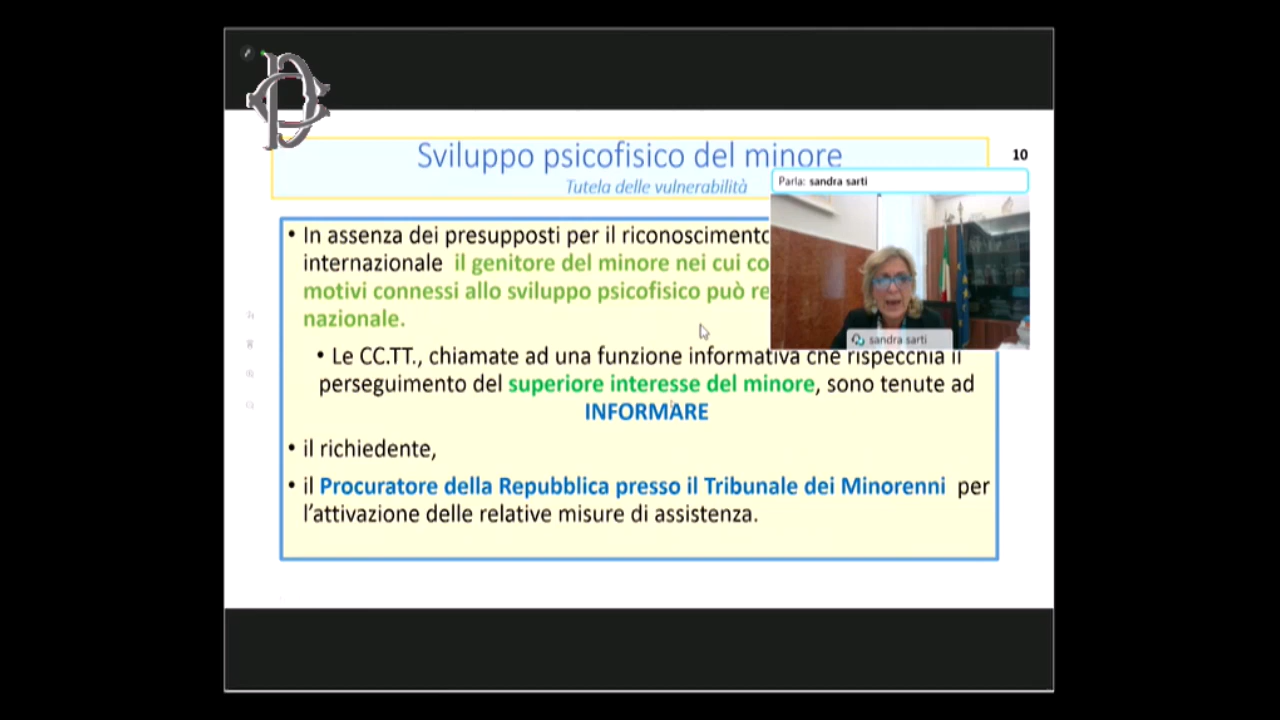 Sviluppo psicofisico del minore
10
Tutela delle vulnerabilità
Parla: sandra sarti
• In assenza dei presupposti per il riconoscimento
internazionale il genitore del minore nei cui
motivi connessi allo sviluppo psicofisico può
nazionale.
sandra sarti
• Le CC.TT., chiamate ad una funzione informativa che rispecchia il
perseguimento del superiore interesse del minore, sono tenute ad
INFORMARE
• il richiedente,
• il Procuratore della Repubblica presso il Tribunale dei Minorenni per
l'attivazione delle relative misure di assistenza.